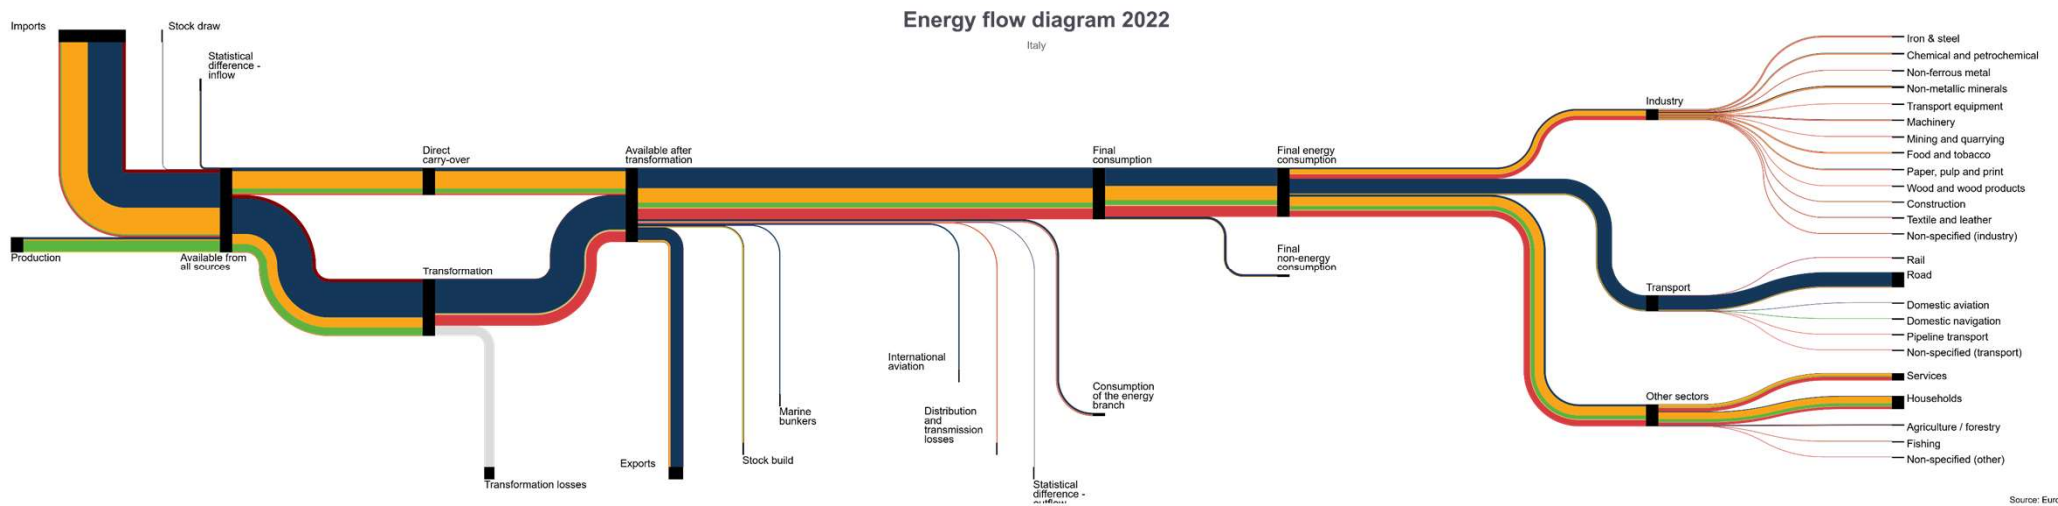 Energy flow diagram 2022
Italy
Imports
Stock draw
Statistical
difference -
inflow
Production
Available from
all sources
Direct
carry-over
Transformation
Transformation losses
Available after
transformation
Exports
Stock build
Marine
bunkers
International
aviation
Distribution
and
transmission
losses
Statistical
difference -
outflow
Consumption
of the energy
branch
Final
consumption
Final energy
consumption
Final
non-energy
consumption
Industry
Transport
Other sectors
Iron & steel
Chemical and petrochemical
Non-ferrous metal
Non-metallic minerals
Transport equipment
Machinery
Mining and quarrying
Food and tobacco
Paper, pulp and print
Wood and wood products
Construction
Textile and leather
Non-specified (industry)
Rail
Road
Domestic aviation
Domestic navigation
Pipeline transport
Non-specified (transport)
Services
Households
Agriculture / forestry
Fishing
Non-specified (other)
Source: Euro